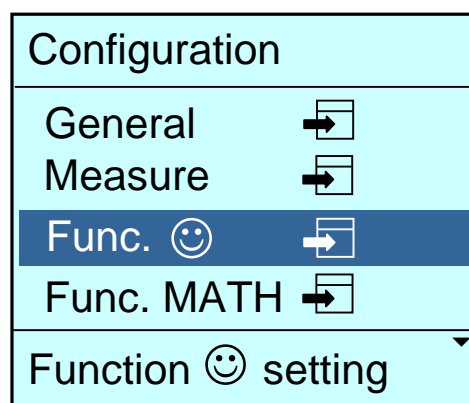 Configuration
General
Measure
Func. ☺
Func. MATH
Function ☺ setting